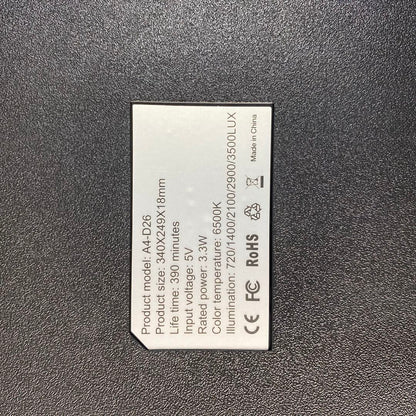 Product model: A4-D26
Product size: 340X249X18mm
Life time: 390 minutes
Input voltage: 5V
Rated power: 3.3W
Color temperature: 6500K
Illumination: 720/1400/2100/2900/3500LUX
CE FC RoHS Made in China